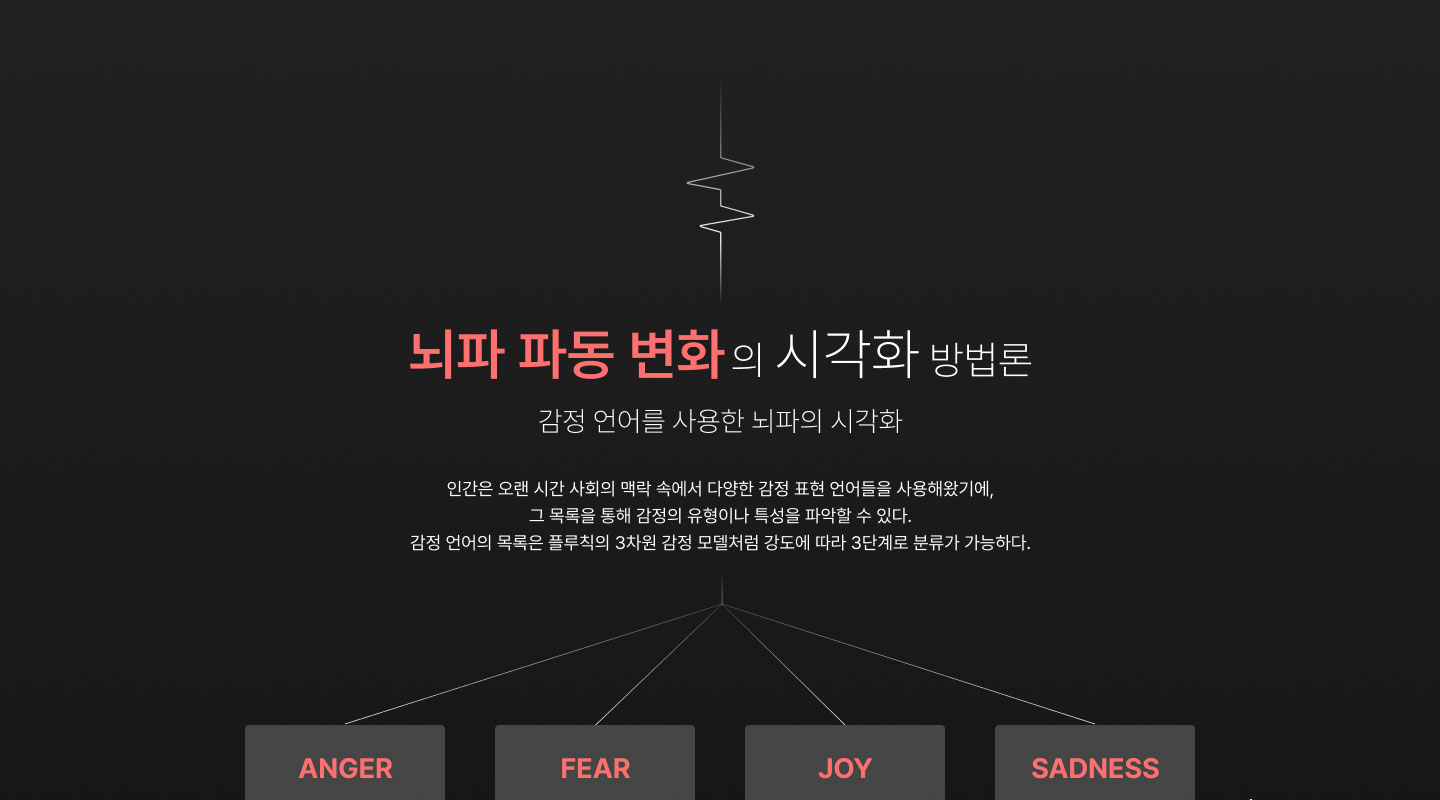 뇌파 파동 변화의 시각화 방법론
감정 언어를 사용한 뇌파의 시각화
인간은 오랜 시간 사회의 맥락 속에서 다양한 감정 표현 언어들을 사용해왔기에,
그 목록을 통해 감정의 유형이나 특성을 파악할 수 있다.
감정 언어의 목록은 플루칙의 3차원 감정 모델처럼 강도에 따라 3단계로 분류가 가능하다.
ANGER
FEAR
JOY
SADNESS